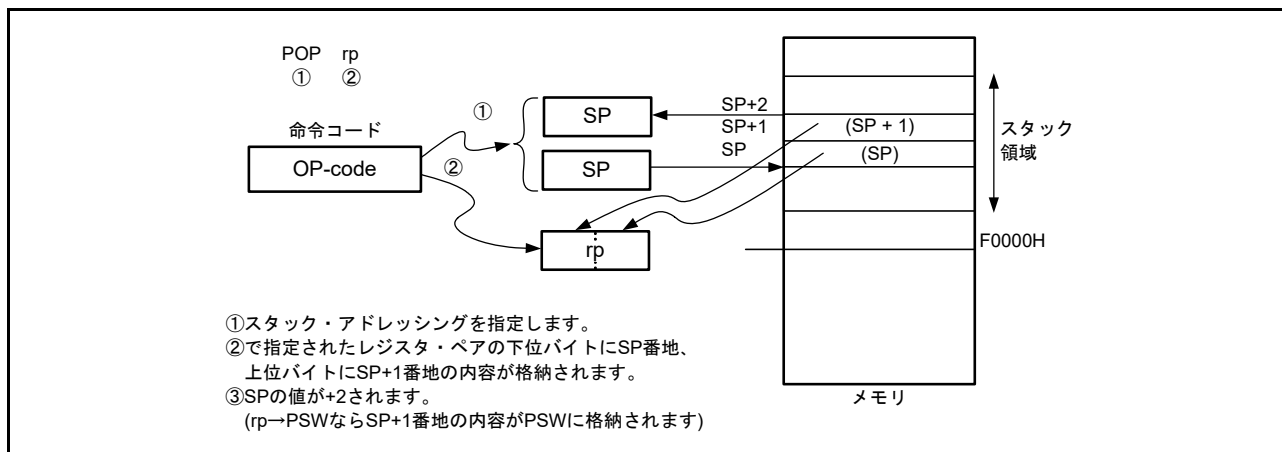 POP rp
① ②
命令コード
OP-code
①
②
SP
SP
rp
SP+2
SP+1
SP
(SP + 1)
(SP)
スタック
領域
F0000H
メモリ
①スタック・アドレッシングを指定します。
②で指定されたレジスタ・ペアの下位バイトにSP番地、
上位バイトにSP+1番地の内容が格納されます。
③SPの値が+2されます。
(rp→PSWならSP+1番地の内容がPSWに格納されます)